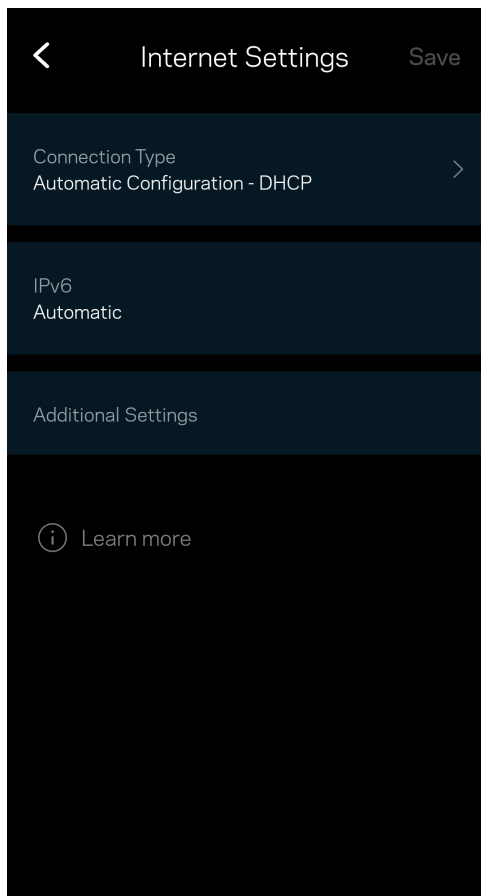 Internet Settings
Save
Connection Type
Automatic Configuration - DHCP
IPv6
Automatic
Additional Settings
Learn more